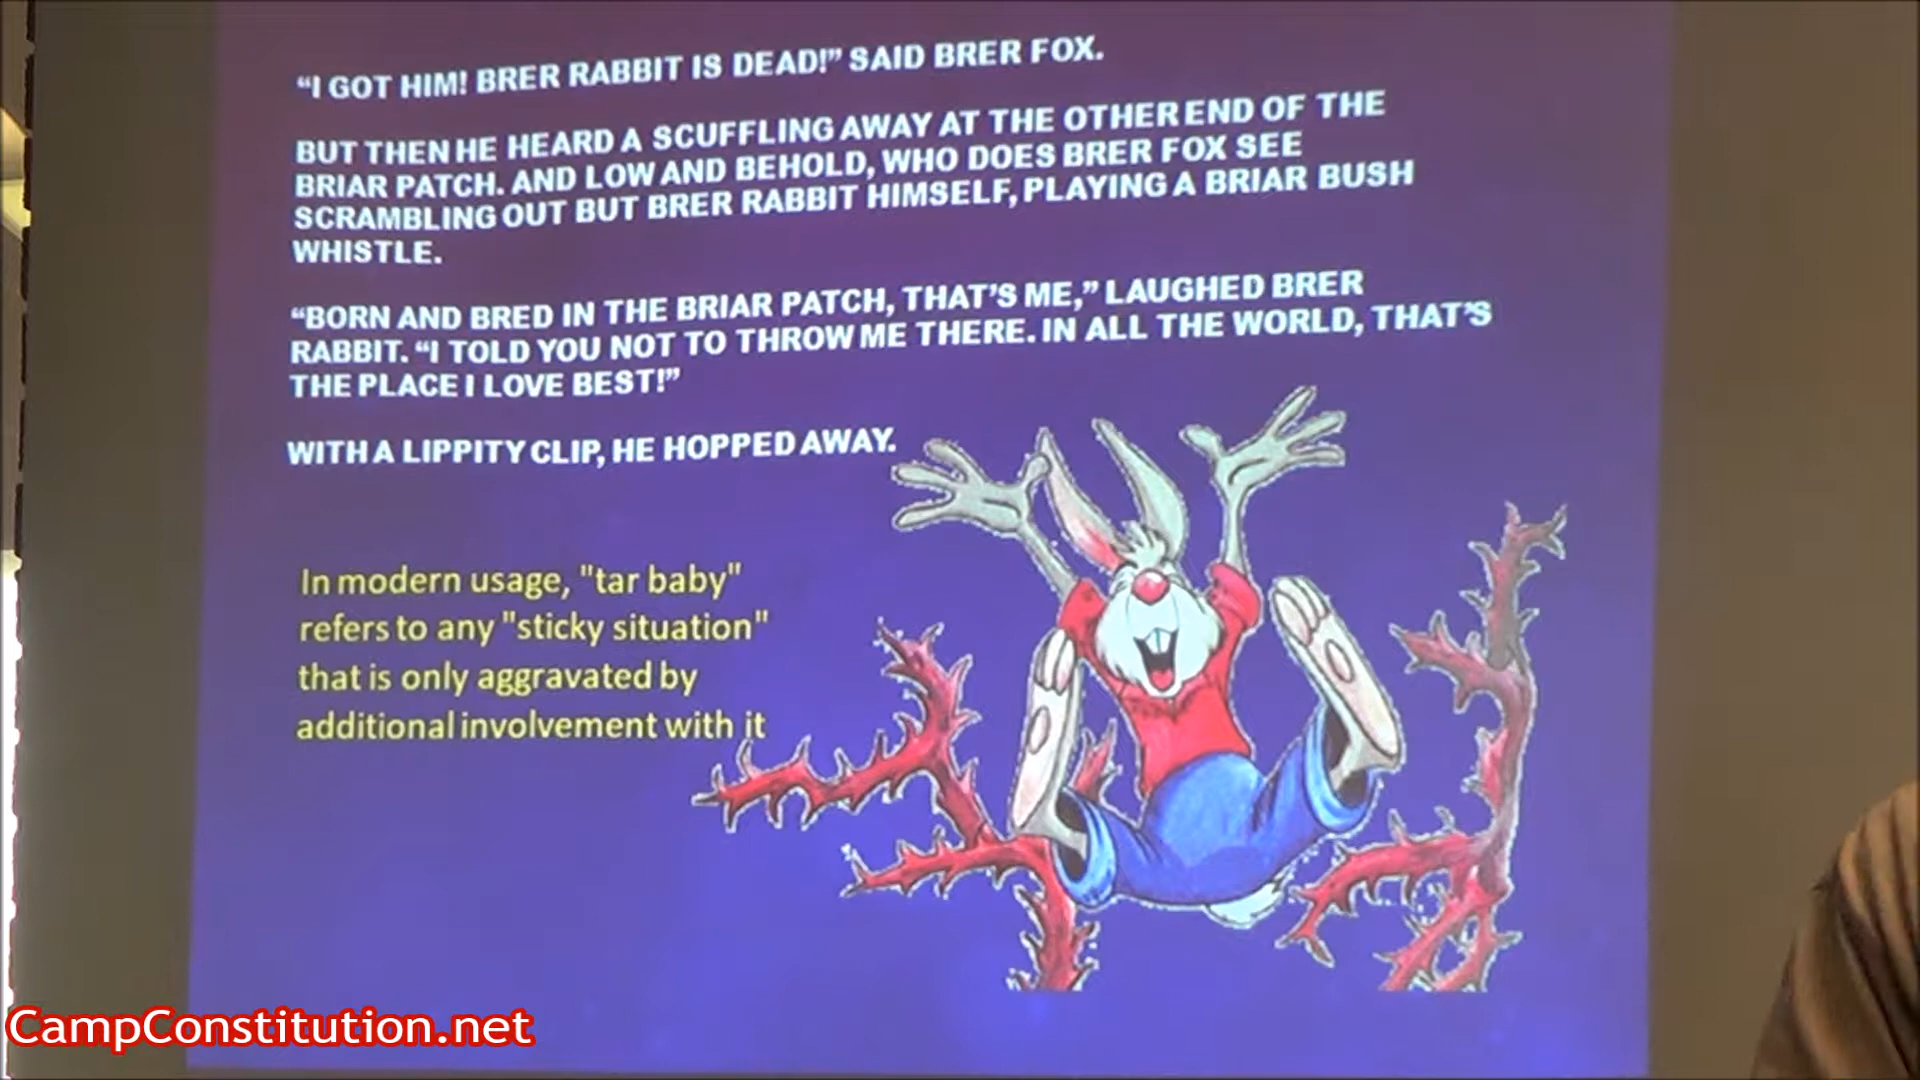 “I GOT HIM! BRER RABBIT IS DEAD!” SAID BRER FOX.
BUT THEN HE HEARD A SCUFFLING AWAY AT THE OTHER END OF THE
BRIAR PATCH. AND LOW AND BEHOLD, WHO DOES BRER FOX SEE
SCRAMBLING OUT BUT BRER RABBIT HIMSELF, PLAYING A BRIAR BUSH
WHISTLE.
“BORN AND BRED IN THE BRIAR PATCH, THAT’S ME,” LAUGHED BRER
RABBIT. “I TOLD YOU NOT TO THROW ME THERE. IN ALL THE WORLD, THAT’S
THE PLACE I LOVE BEST!”
WITH A LIPPITY CLIP, HE HOPPED AWAY.
In modern usage, "tar baby"
refers to any "sticky situation"
that is only aggravated by
additional involvement with it
CampConstitution.net